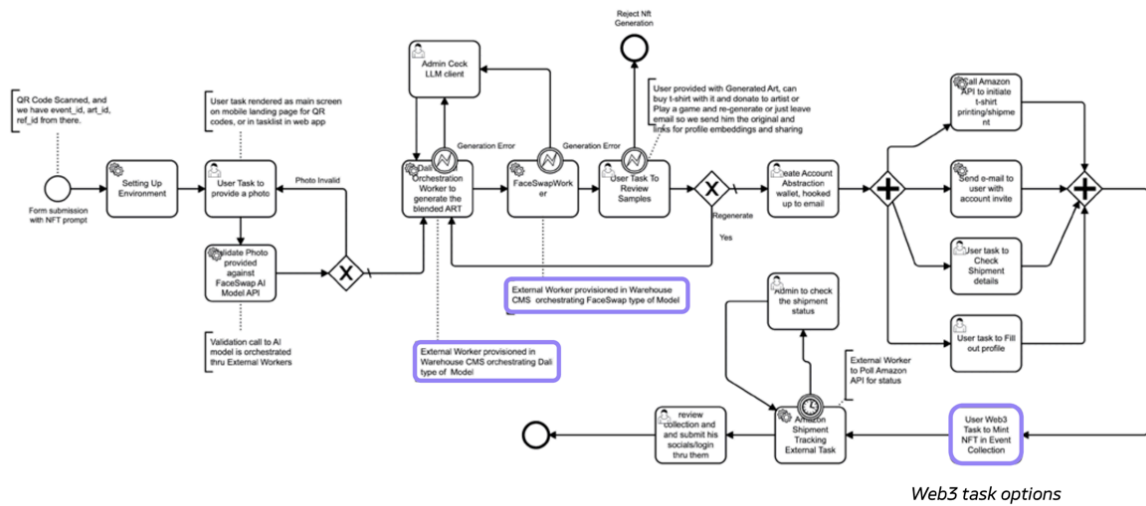 Reject Nft
Generation
Admin Ceck
LLM client
QR Code Scanned, and
we have event_id, art_id,
ref_id from there.
User task rendered as main screen
on mobile landing page for QR
codes, or in tasklist in web app
User provided with Generated Art, can
buy t-shirt with it and donate to artist or
Play a game and re-generate or just leave
email so we send him the original and
links for profile embeddings and sharing
Call Amazon
API to initiate
t-shirt
printing/shipme
nt
Generation Error
Generation Error
Form submission
with NFT prompt
Setting Up
Environment
User Task to
provide a photo
Photo Invalid
Dali
Orchestration
Worker to
generate the
blended ART
FaceSwapWork
er
User Task To
Review
Samples
X
Regenerate
Yes
Create Account
Abstraction
wallet, hooked
up to email
Send e-mail to
user with
account invite
Validate Photo
provided
against
FaceSwap AI
Model API
X
User task to
Check
Shipment
details
External Worker provisioned in Warehouse
CMS orchestrating FaceSwap type of Model
Admin to check
the shipment
status
User task to Fill
out profile
Validation call to AI
model is orchestrated
thru External Workers
External Worker provisioned in
Warehouse CMS orchestrating Dali
type of Model
External Worker
to Poll Amazon
API for status
review
collection and
and submit his
socials/login
thru them
Amazon
Shipment
Tracking
External Task
User Web3
Task to Mint
NFT in Event
Collection
Web3 task options